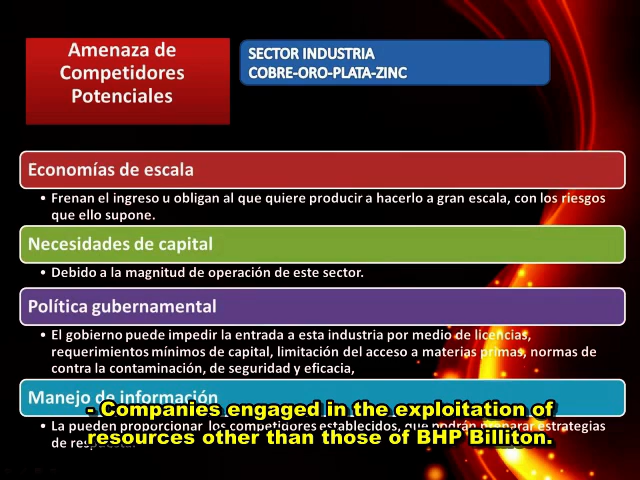 Amenaza de
Competidores
Potenciales
SECTOR INDUSTRIA
COBRE-ORO-PLATA-ZINC
Economías de escala
• Frenan el ingreso u obligan al que quiere producir a hacerlo a gran escala, con los riesgos
que ello supone.
Necesidades de capital
• Debido a la magnitud de operación de este sector.
Política gubernamental
• El gobierno puede impedir la entrada a esta industria por medio de licencias,
requerimientos mínimos de capital, limitación del acceso a materias primas, normas de
contra la contaminación, de seguridad y eficacia,
Manejo de información
- Companies engaged in the exploitation of
• La pueden proporcionar los competidores establecidos, que podrán preparar estrategias
resources other than those of BHP Billiton.
de respuesta.